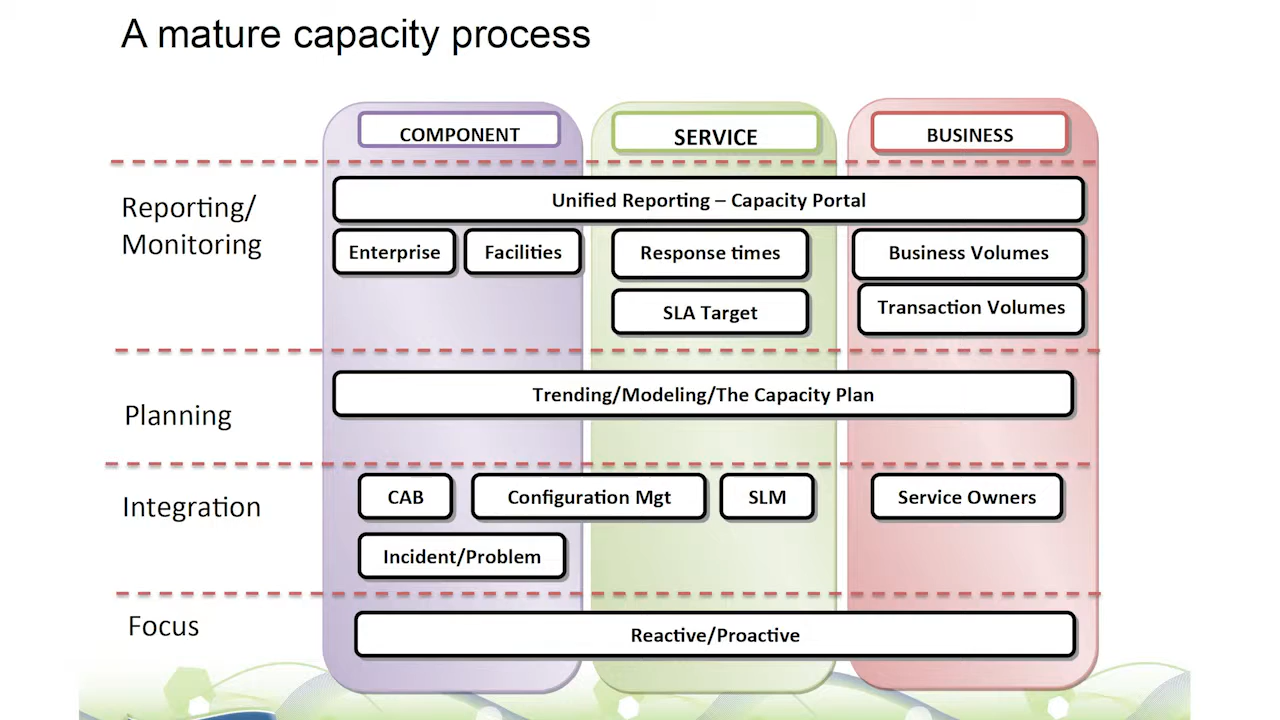 A mature capacity process
COMPONENT
SERVICE
BUSINESS
Reporting/
Monitoring
Unified Reporting – Capacity Portal
Enterprise
Facilities
Response times
Business Volumes
SLA Target
Transaction Volumes
Planning
Trending/Modeling/The Capacity Plan
Integration
CAB
Configuration Mgt
SLM
Service Owners
Incident/Problem
Focus
Reactive/Proactive